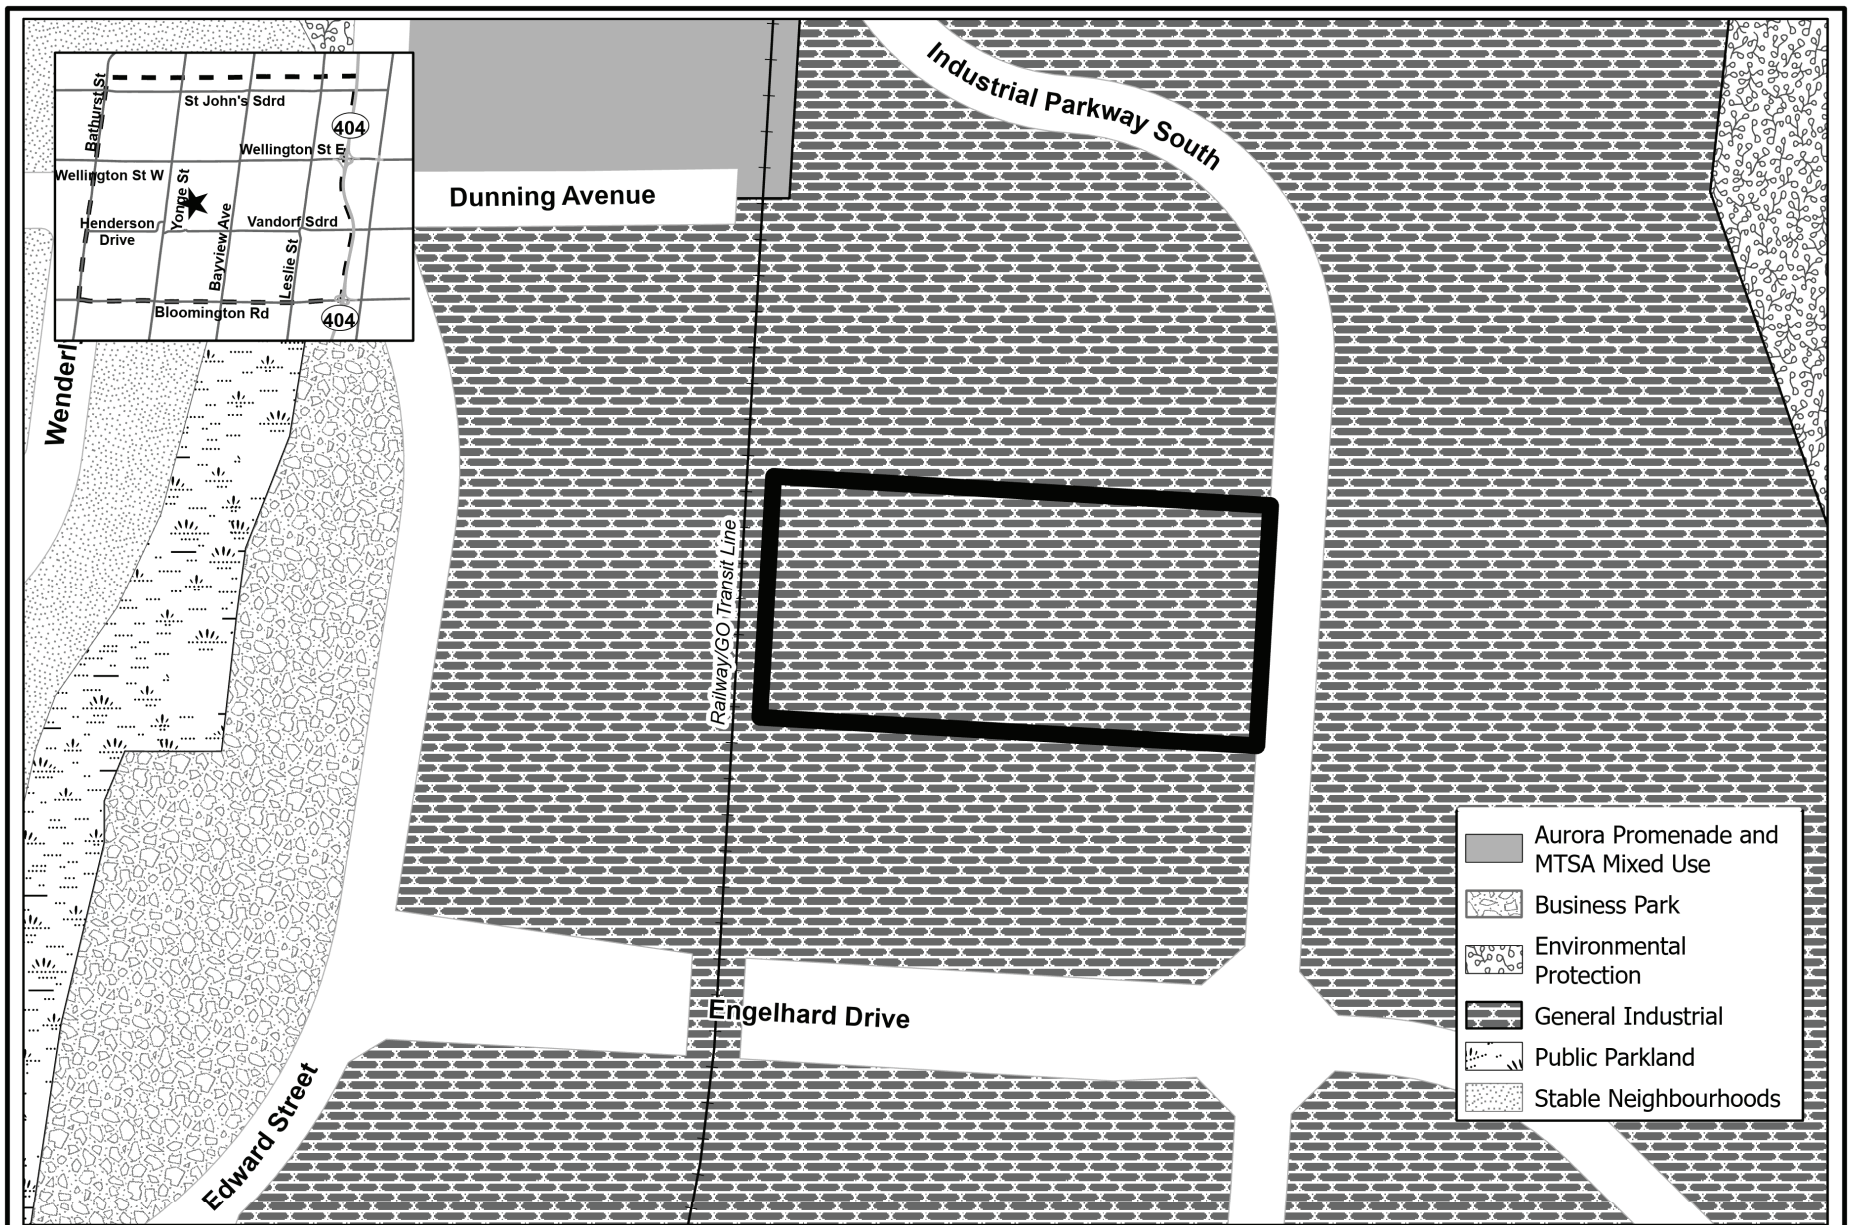 Industrial Parkway South
Bathurst St
St John's Sdrd
404
Wellington St E
Wellington St W
Yonge St
Henderson
Drive
Bayview Ave
Vandorf Sdrd
Leslie St
Bloomington Rd
404
Dunning Avenue
Railway/GO Transit Line
Engelhard Drive
Edward Street
Aurora Promenade and
MTSA Mixed Use
Business Park
Environmental
Protection
General Industrial
Public Parkland
Stable Neighbourhoods